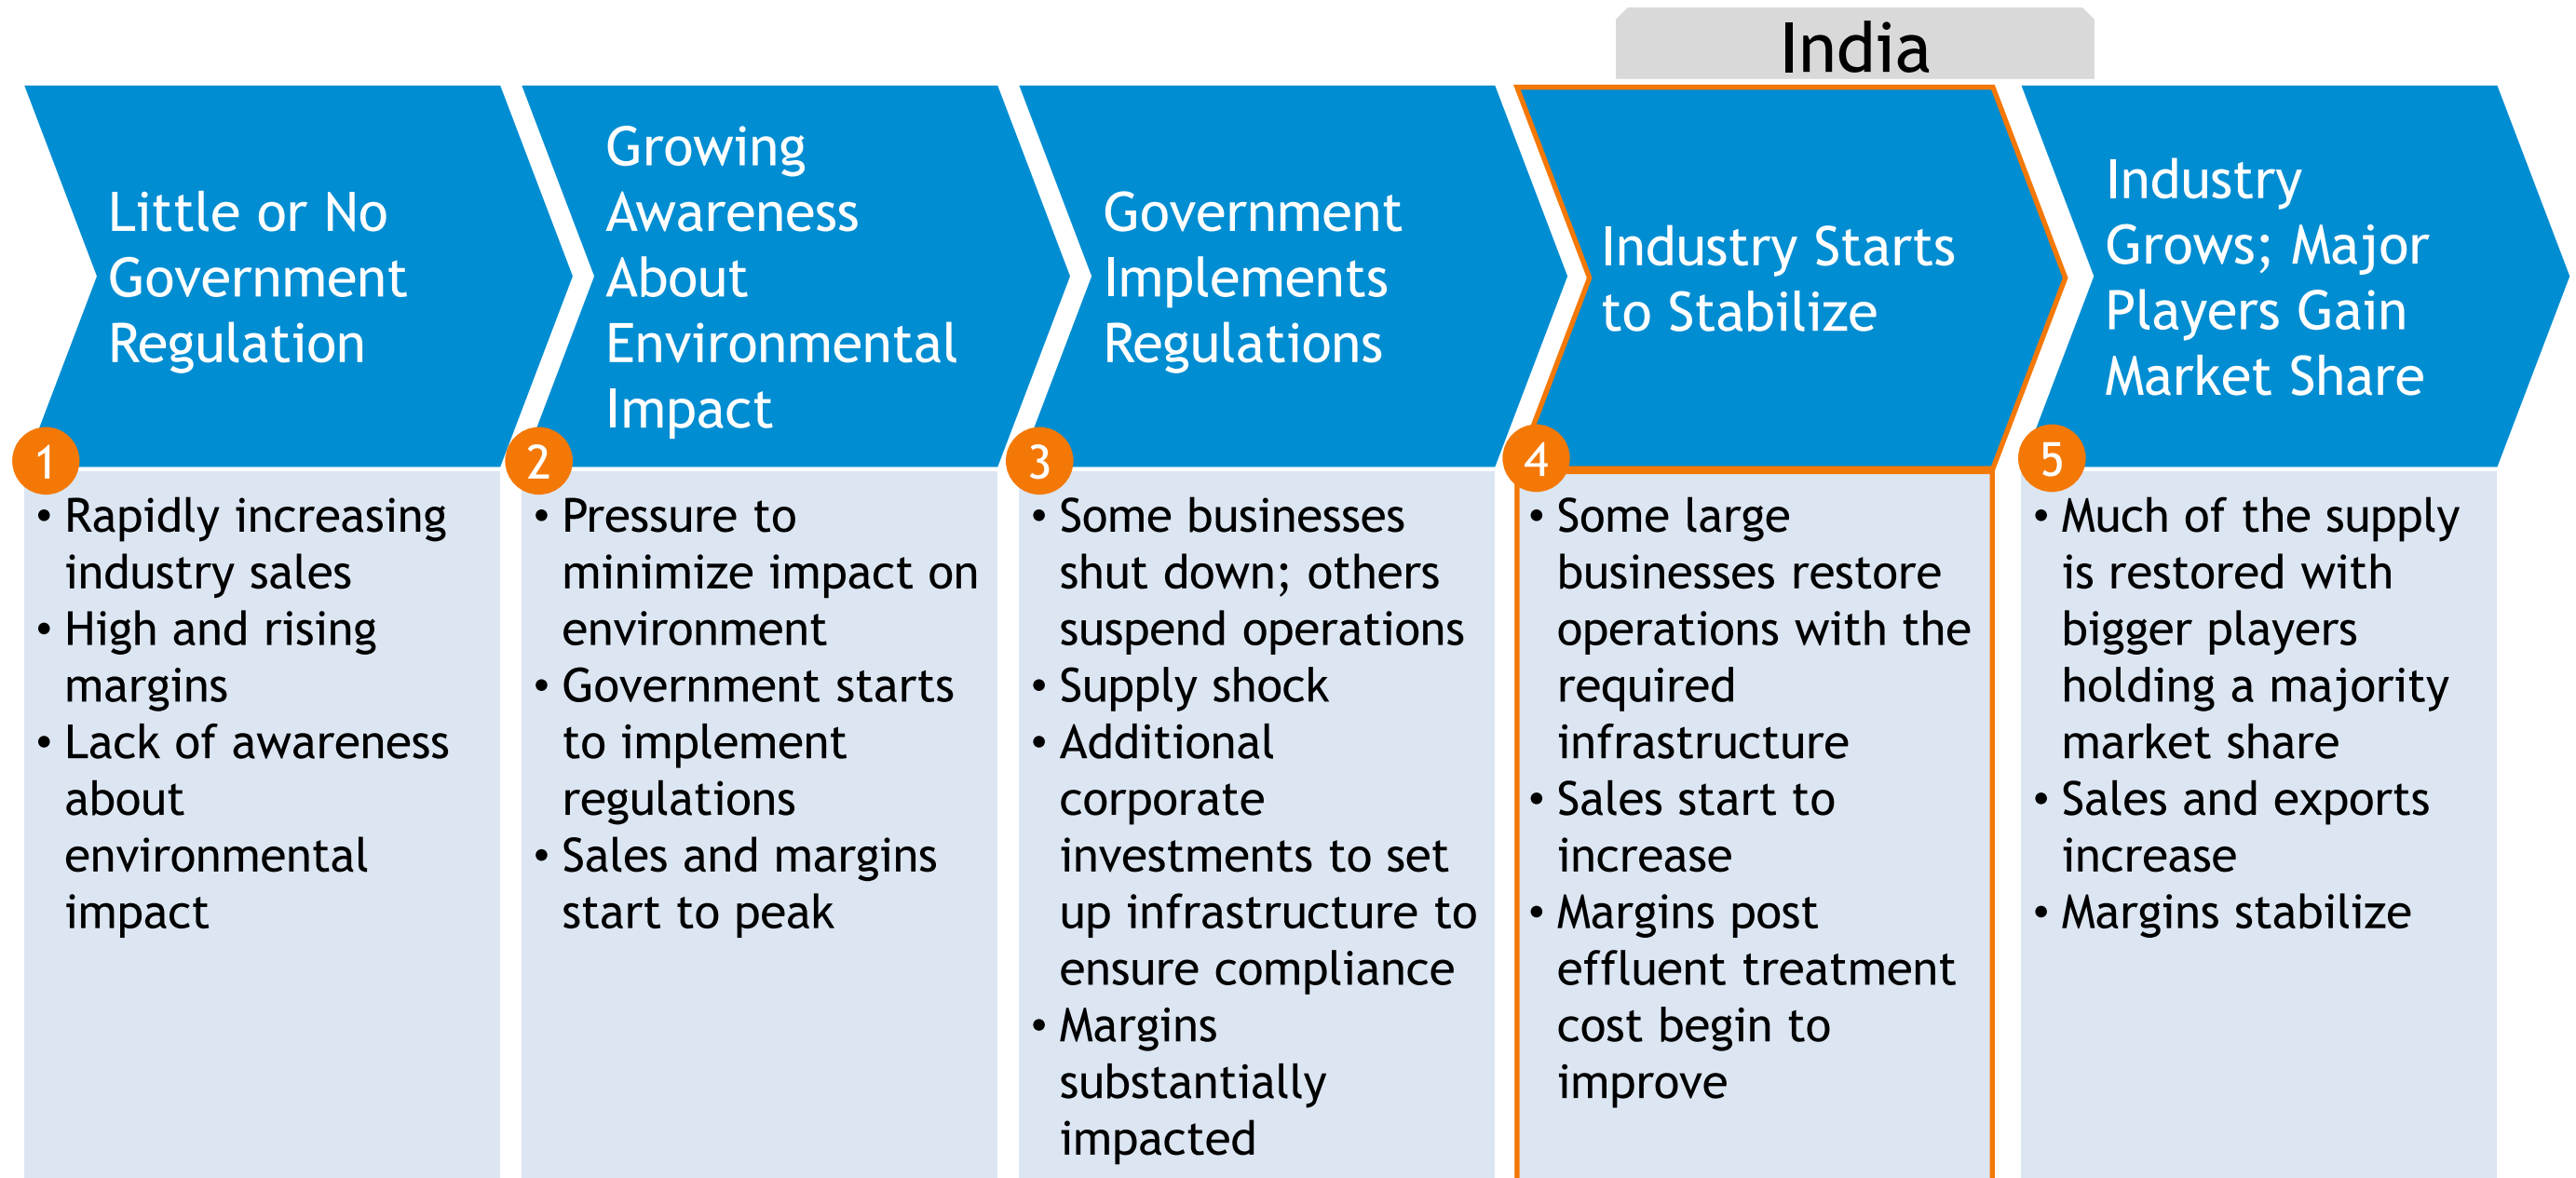 India
Little or No
Government
Regulation
Growing
Awareness
About
Environmental
Impact
Government
Implements
Regulations
Industry Starts
to Stabilize
Industry
Grows; Major
Players Gain
Market Share
1
• Rapidly increasing
industry sales
• High and rising
margins
• Lack of awareness
about
environmental
impact
2
• Pressure to
minimize impact on
environment
• Government starts
to implement
regulations
• Sales and margins
start to peak
3
• Some businesses
shut down; others
suspend operations
• Supply shock
• Additional
corporate
investments to set
up infrastructure to
ensure compliance
• Margins
substantially
impacted
4
• Some large
businesses restore
operations with the
required
infrastructure
• Sales start to
increase
• Margins post
effluent treatment
cost begin to
improve
5
• Much of the supply
is restored with
bigger players
holding a majority
market share
• Sales and exports
increase
• Margins stabilize